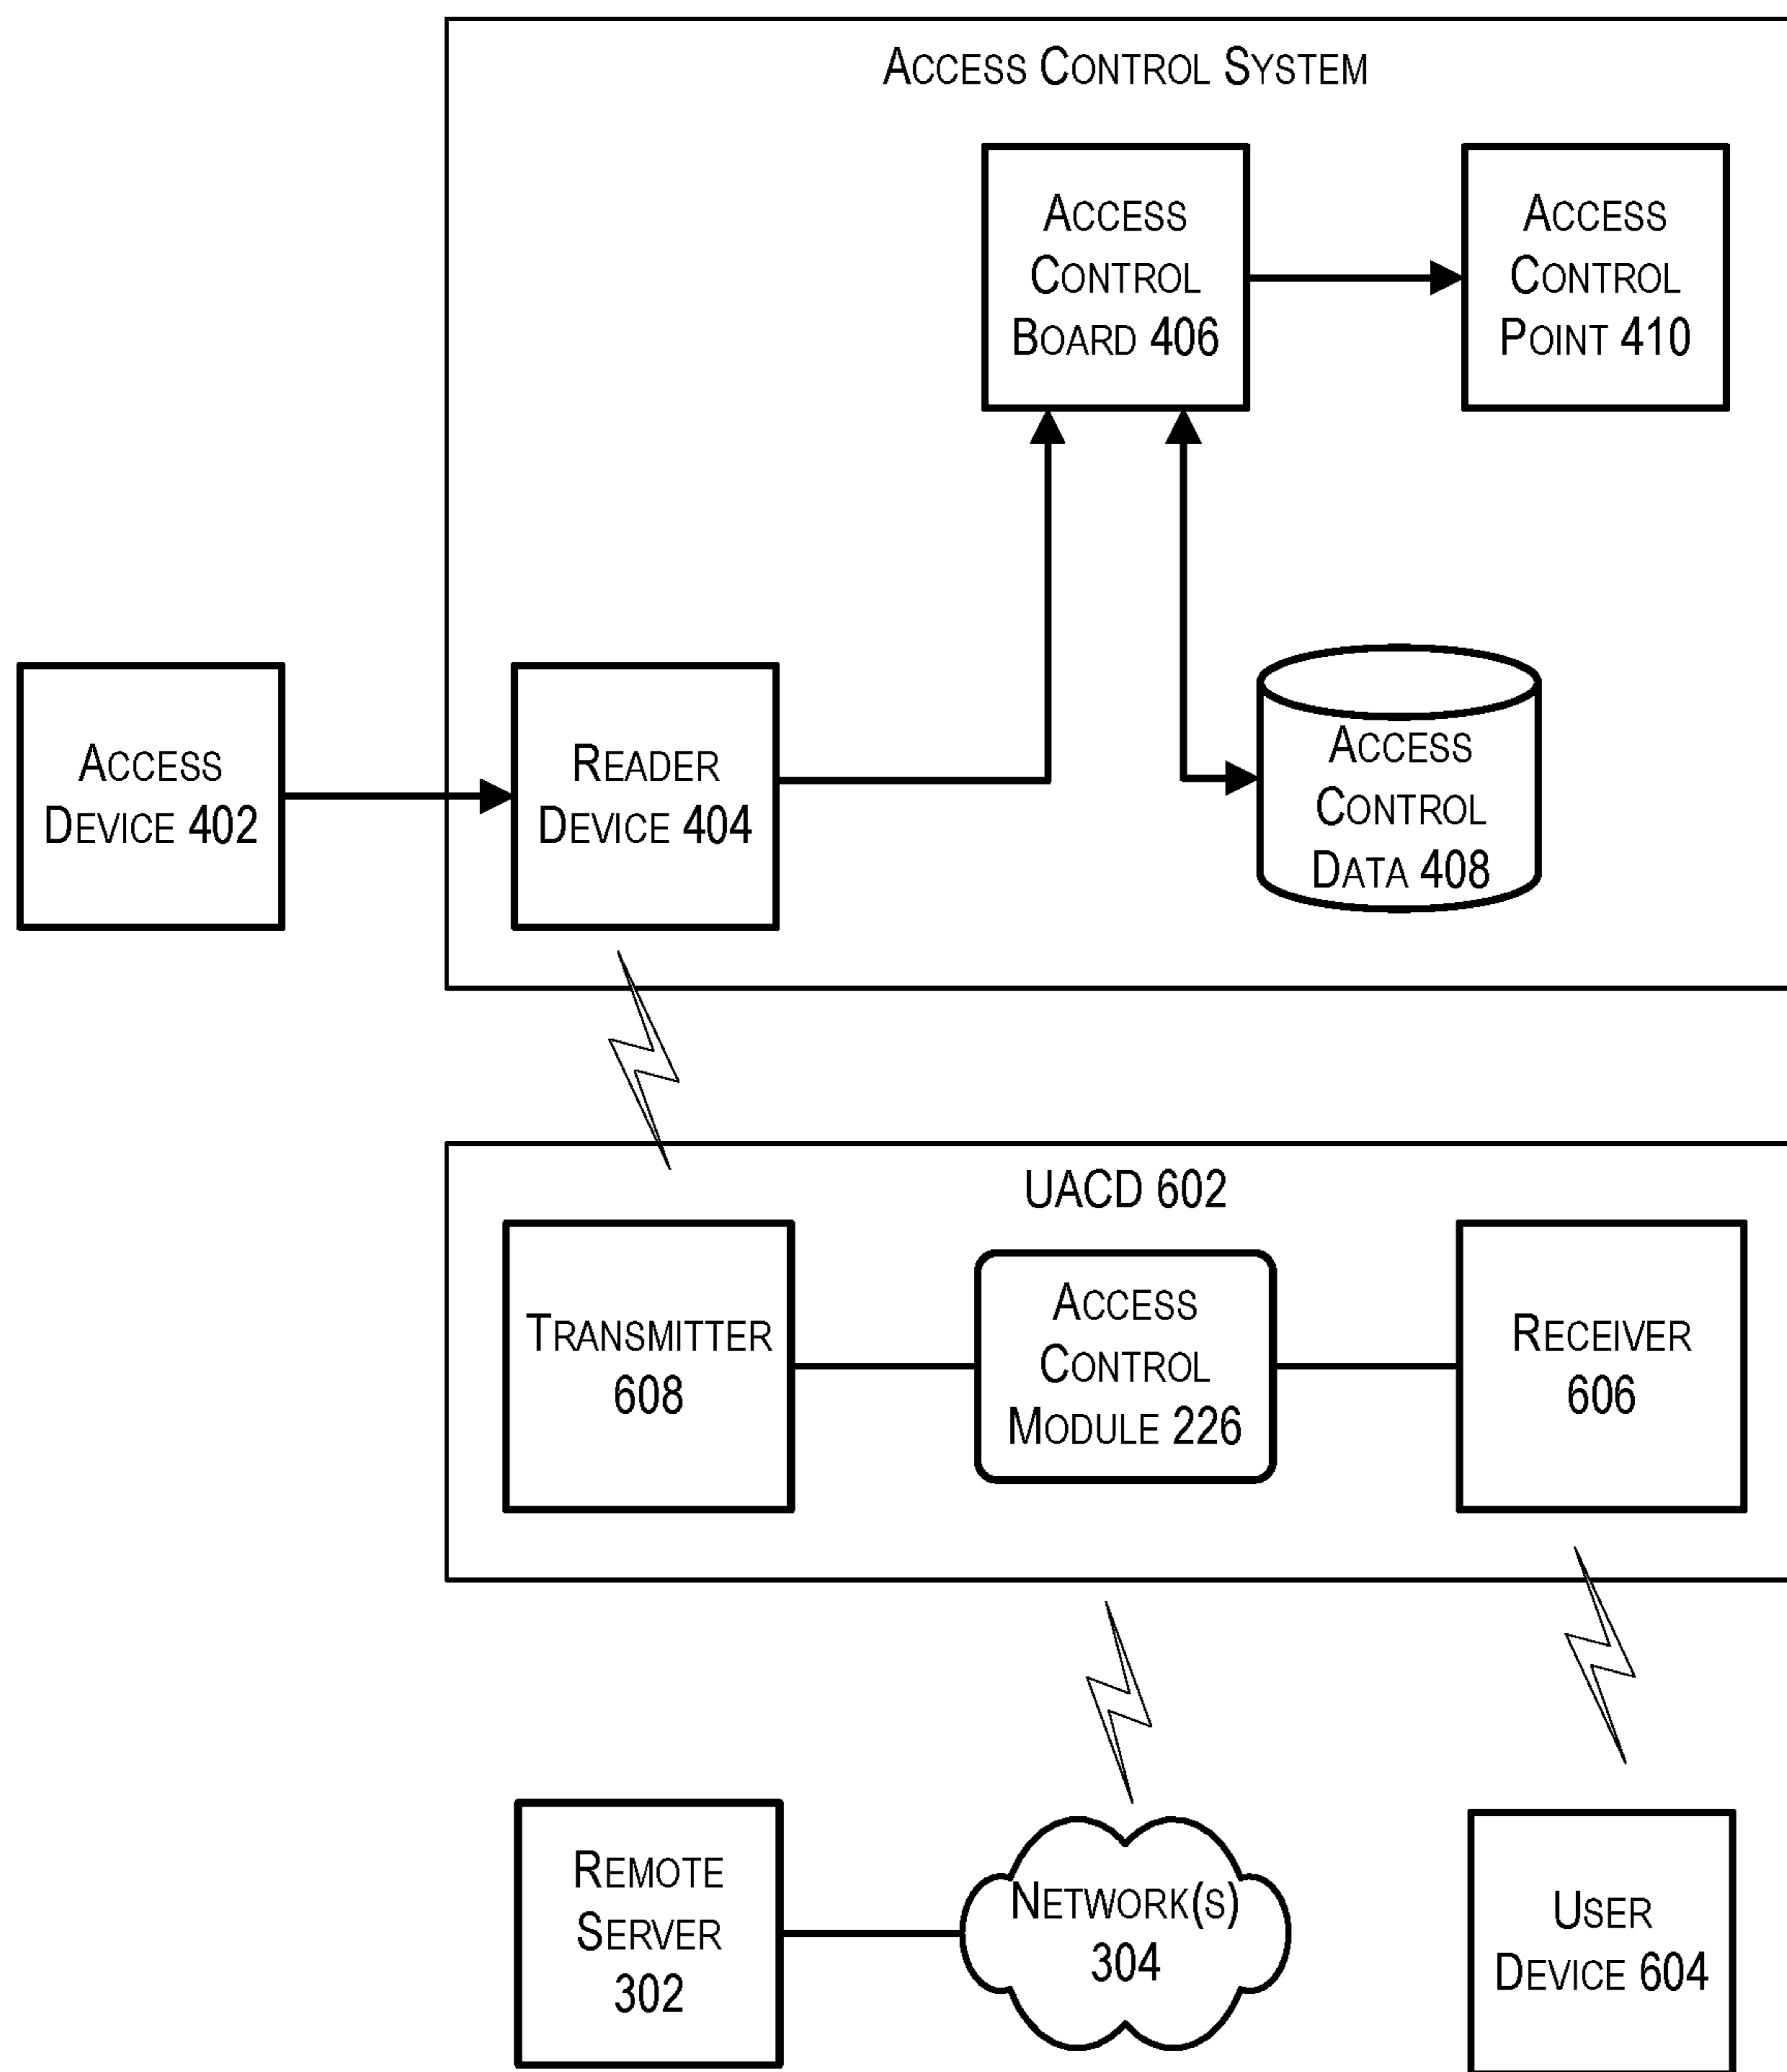 ACCESS CONTROL SYSTEM
ACCESS
CONTROL
BOARD 406
ACCESS
CONTROL
POINT 410
ACCESS
DEVICE 402
READER
DEVICE 404
ACCESS
CONTROL
DATA 408
UACD 602
TRANSMITTER
608
ACCESS
CONTROL
MODULE 226
RECEIVER
606
REMOTE
SERVER
302
NETWORK(S)
304
USER
DEVICE 604